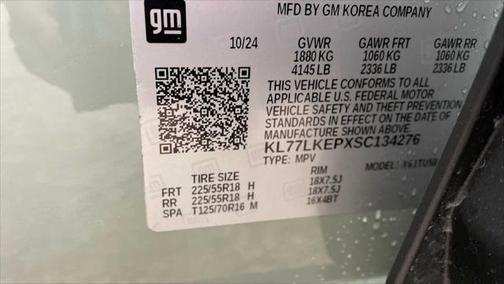 gm
MFD BY GM KOREA COMPANY
10/24 GVWR GAWR FRT GAWR RR
1880 KG 1060 KG 1060 KG
4145 LB 2336 LB 2336 LB
THIS VEHICLE CONFORMS TO ALL
APPLICABLE U.S. FEDERAL MOTOR
VEHICLE SAFETY AND THEFT PREVENTION
STANDARDS IN EFFECT ON THE DATE OF
MANUFACTURE SHOWN ABOVE.
KL77LKEPXSC134276
TYPE: MPV MODEL:
TIRE SIZE RIM
FRT 225/55R18 H 18X7.5J
RR 225/55R18 H 18X7.5J
SPA T125/70R16 M 16X4BT